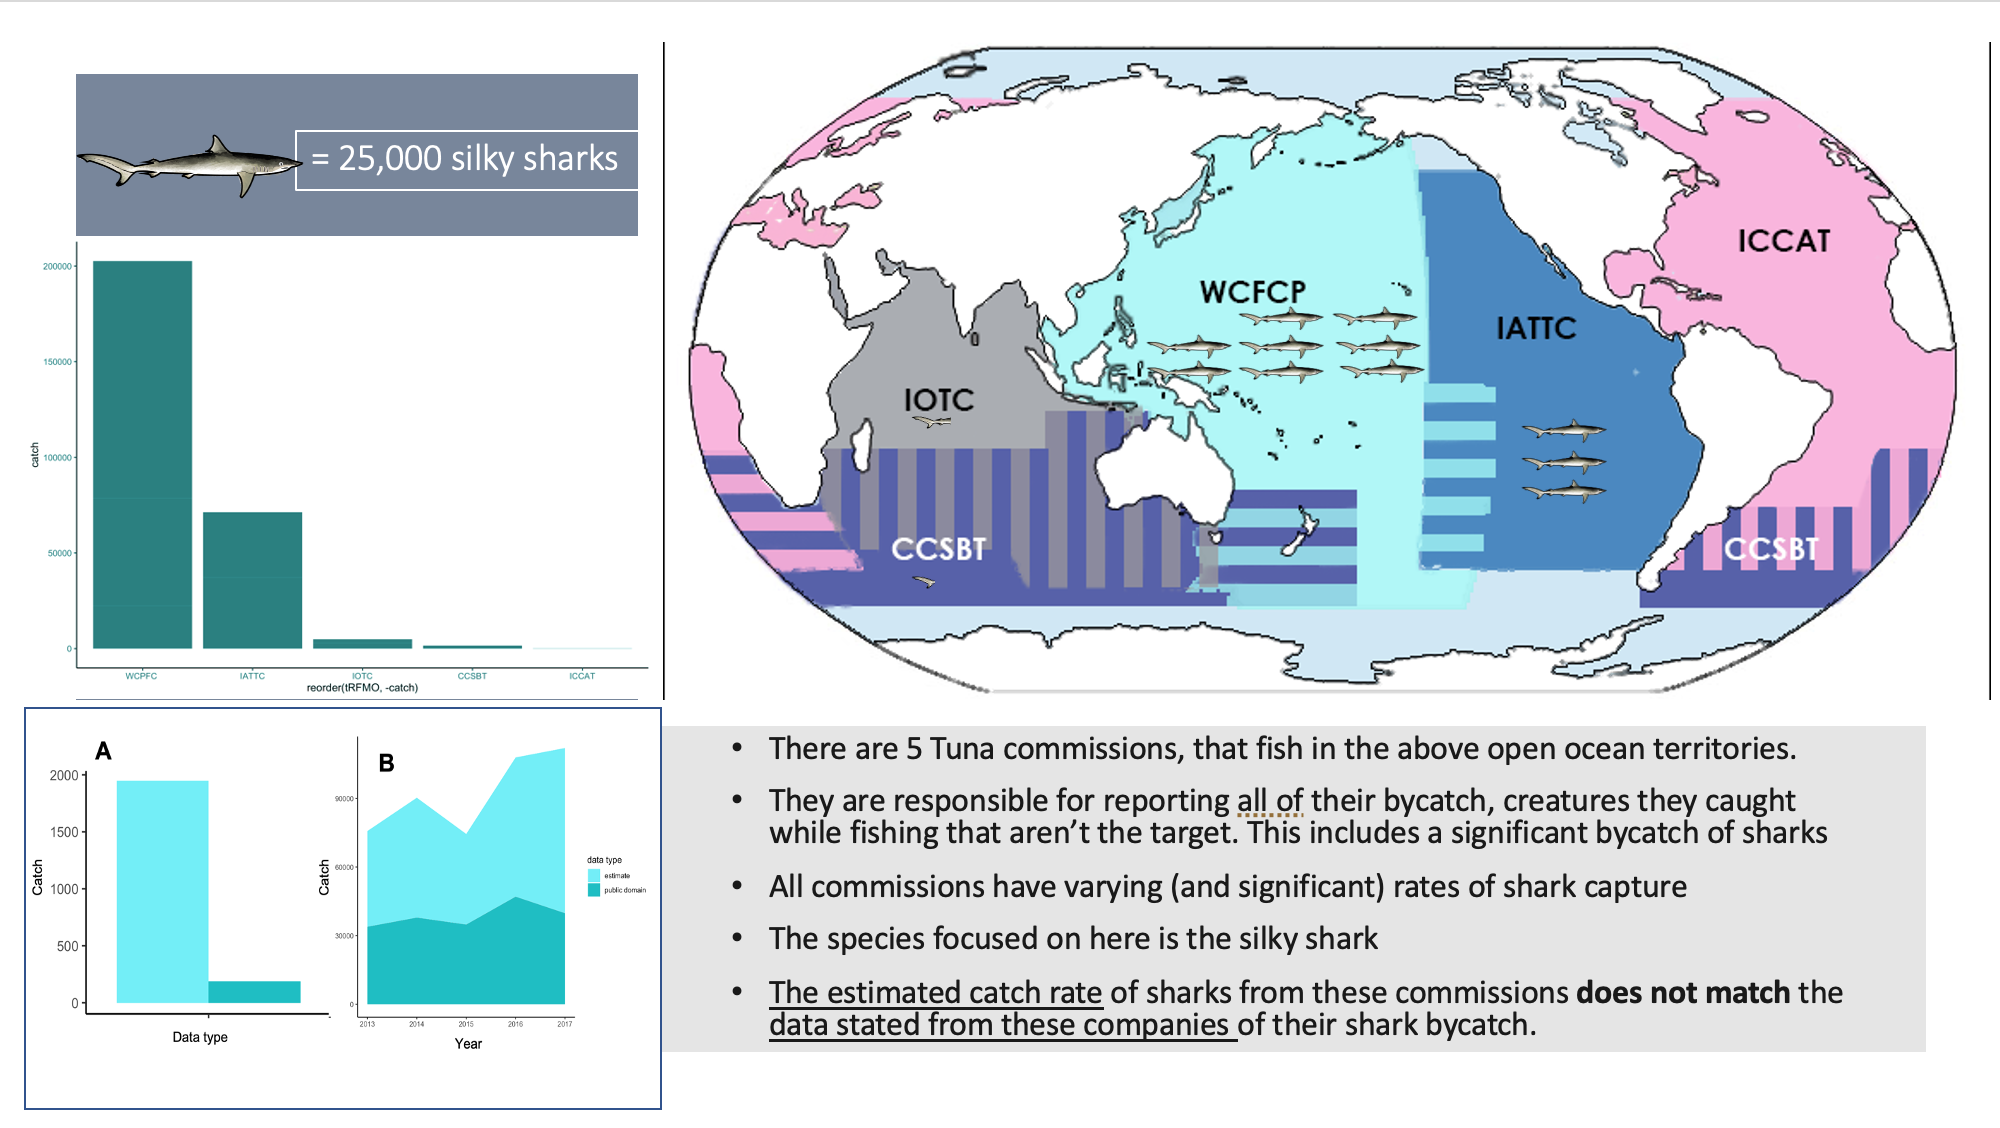 = 25,000 silky sharks
200000
150000
100000
50000
0
catch
WCPFC
IATTC
IOTC
CCSBT
ICCAT
reorder(tRFMO, -catch)
WCFCP
IATTC
ICCAT
IOTC
CCSBT
CCSBT
A
2000
1500
1000
500
0
Catch
Data type
B
90000
60000
30000
0
Catch
2013
2014
2015
2016
2017
Year
data type
estimate
public domain
• There are 5 Tuna commissions, that fish in the above open ocean territories.
• They are responsible for reporting all of their bycatch, creatures they caught
while fishing that aren’t the target. This includes a significant bycatch of sharks
• All commissions have varying (and significant) rates of shark capture
• The species focused on here is the silky shark
• The estimated catch rate of sharks from these commissions does not match the
data stated from these companies of their shark bycatch.